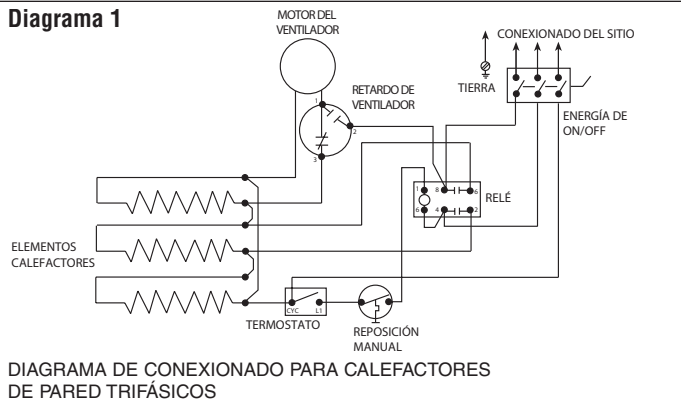 Diagrama 1
MOTOR DEL
VENTILADOR
CONEXIONADO DEL SITIO
TIERRA
RETARDO DE
VENTILADOR
ENERGÍA DE
ON/OFF
1
2
3
1 8 6
RELÉ
6 4 2
ELEMENTOS
CALEFACTORES
CYC L1
TERMOSTATO
REPOSICIÓN
MANUAL
DIAGRAMA DE CONEXIONADO PARA CALEFACTORES
DE PARED TRIFÁSICOS